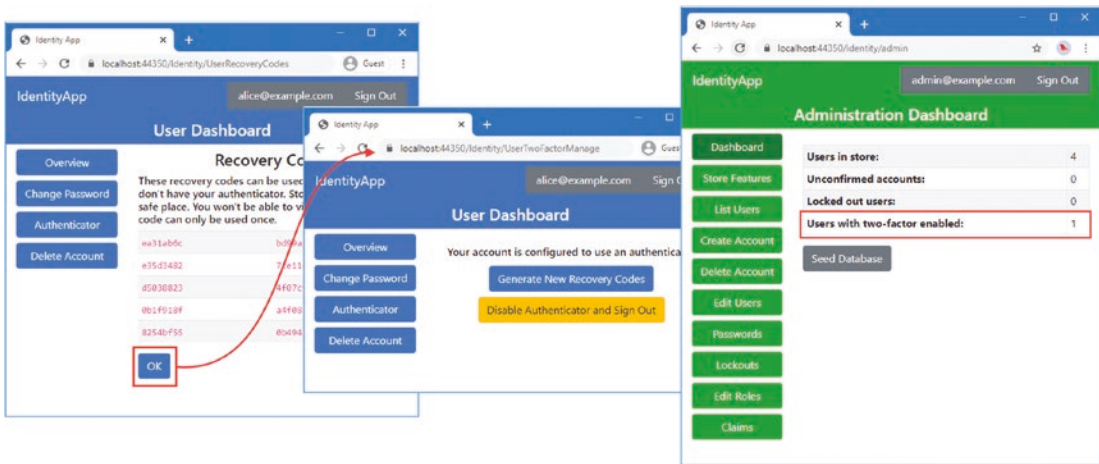 Identity App
localhost:44350/Identity/UserRecoveryCodes
Guest
IdentityApp
alice@example.com Sign Out
User Dashboard
Overview
Change Password
Authenticator
Delete Account
Recovery Co
These recovery codes can be used
don't have your authenticator. Sto
safe place. You won't be able to vi
code can only be used once.
ea31ab6c
e35d3482
d5038823
0b1f918f
8254bf55
OK
Identity App
localhost:44350/Identity/UserTwoFactorManage
Gues
IdentityApp
alice@example.com Sign
User Dashboard
Overview
Change Password
Authenticator
Delete Account
Your account is configured to use an authentica
Generate New Recovery Codes
Disable Authenticator and Sign Out
Identity App
localhost:44350/identity/admin
IdentityApp
admin@example.com Sign Out
Administration Dashboard
Dashboard
Store Features
List Users
Create Account
Delete Account
Edit Users
Passwords
Lockouts
Edit Roles
Claims
Users in store: 4
Unconfirmed accounts: 0
Locked out users: 0
Users with two-factor enabled: 1
Seed Database